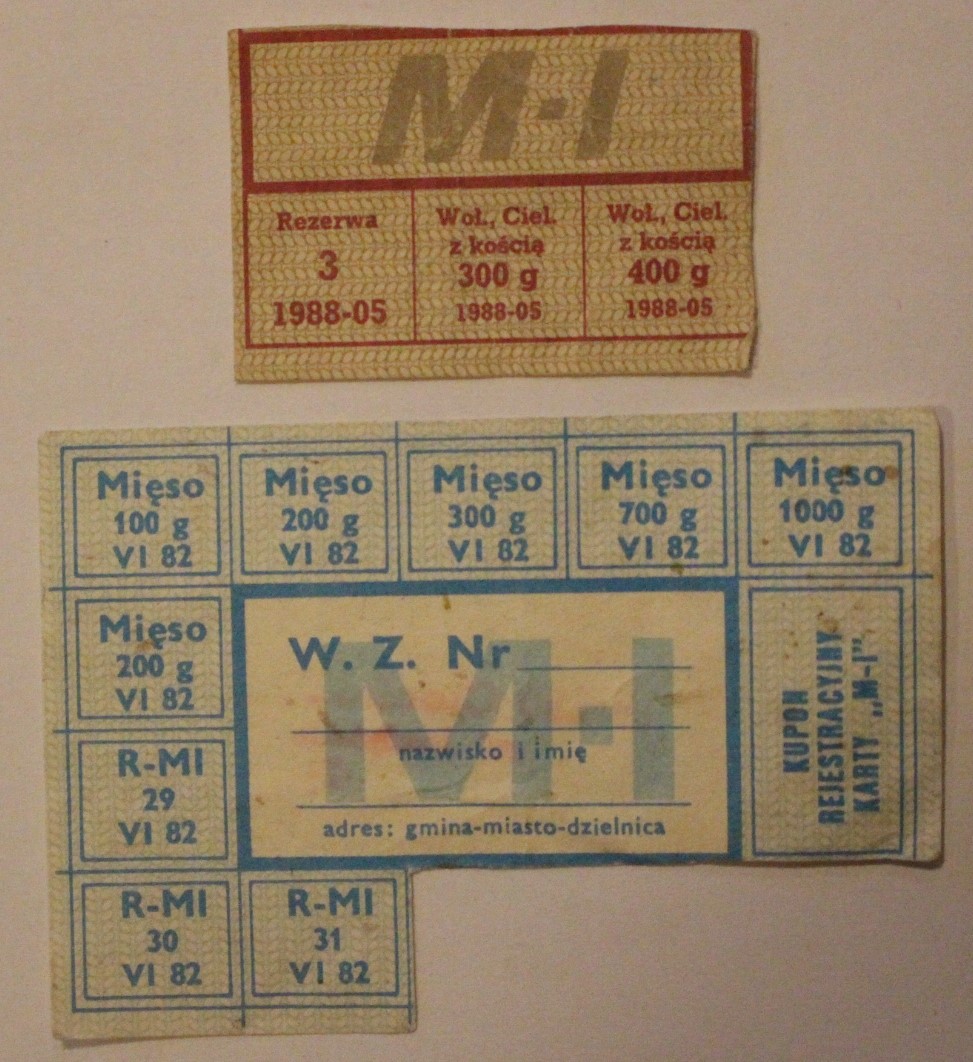 M-I
Rezerwa
3
1988-05
Woł., Ciel.
z kością
300 g
1988-05
Woł., Ciel.
z kością
400 g
1988-05
Mięso
100 g
VI 82
Mięso
200 g
VI 82
Mięso
300 g
VI 82
Mięso
700 g
VI 82
Mięso
1000 g
VI 82
Mięso
200 g
VI 82
R-MI
29
VI 82
R-MI
30
VI 82
R-MI
31
VI 82
W. Z. Nr
M-I
nazwisko i imię
adres: gmina-miasto-dzielnica
KUPON
REJESTRACYJNY
KARTY „M-I”